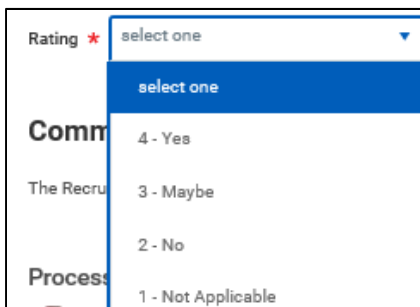 Rating * select one
select one
Comm
4 - Yes
The Recru
3 - Maybe
2 - No
Process
1 - Not Applicable